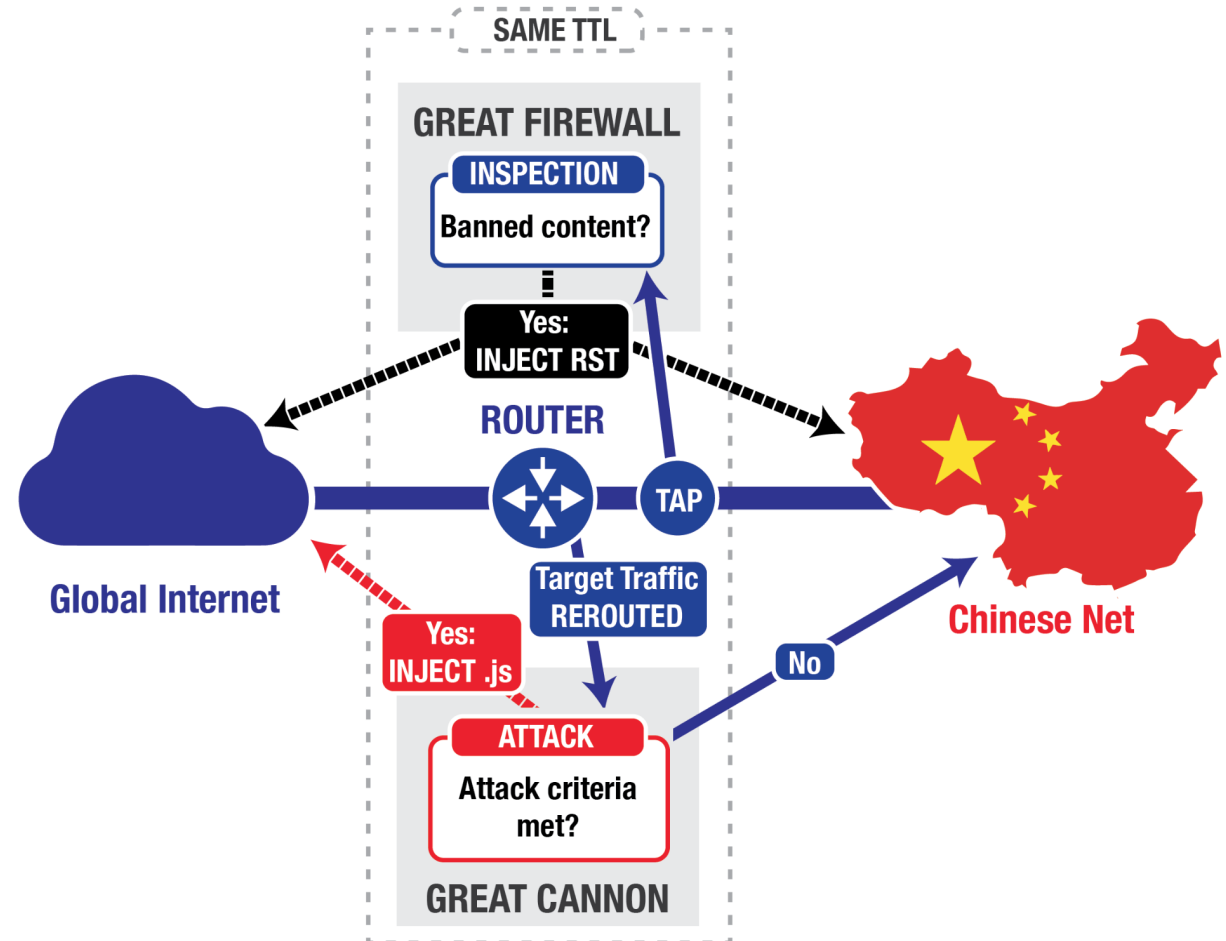 SAME TTL
GREAT FIREWALL
INSPECTION
Banned content?
Yes:
INJECT RST
ROUTER
TAP
Global Internet
Target Traffic
REROUTED
Chinese Net
Yes:
INJECT .js
No
ATTACK
Attack criteria
met?
GREAT CANNON